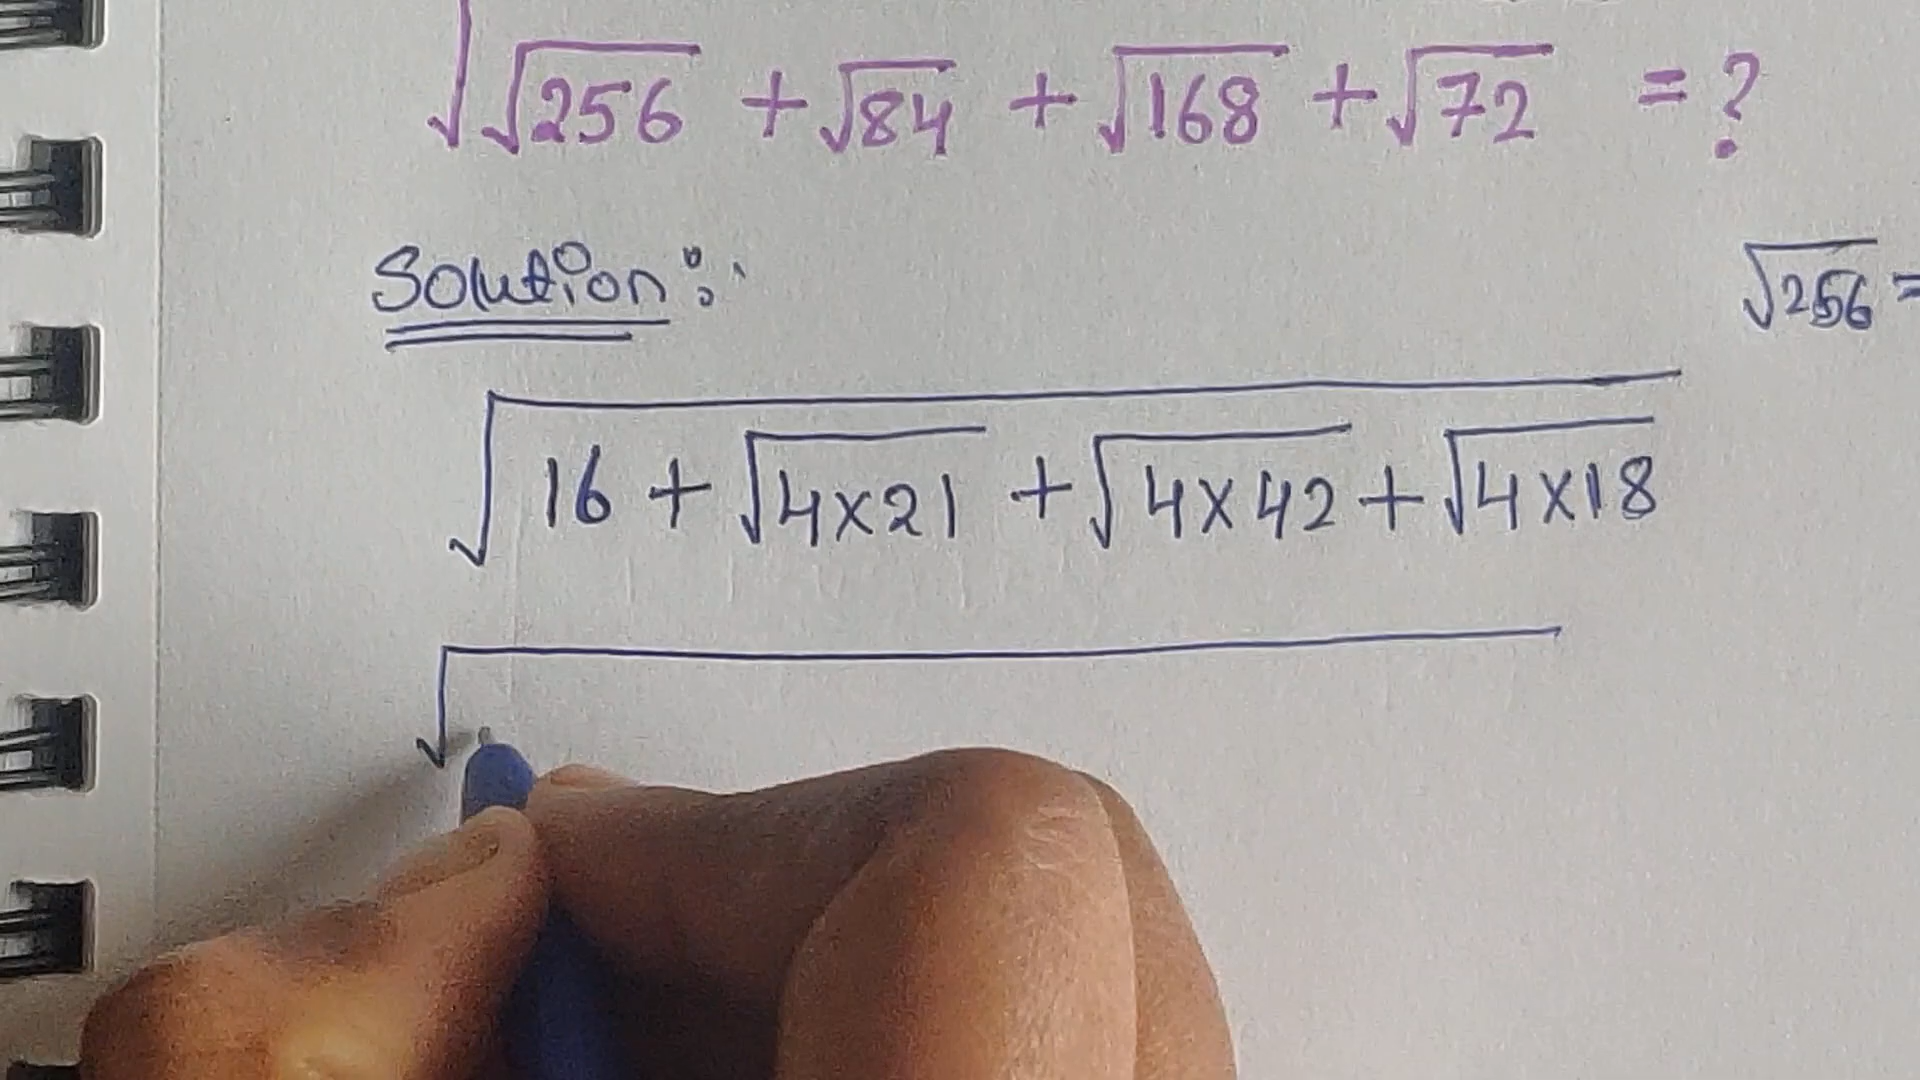 √(√256 + √84 + √168 + √72) = ?
Solution :
√256 =
√(16 + √(4×21) + √(4×42) + √(4×18))